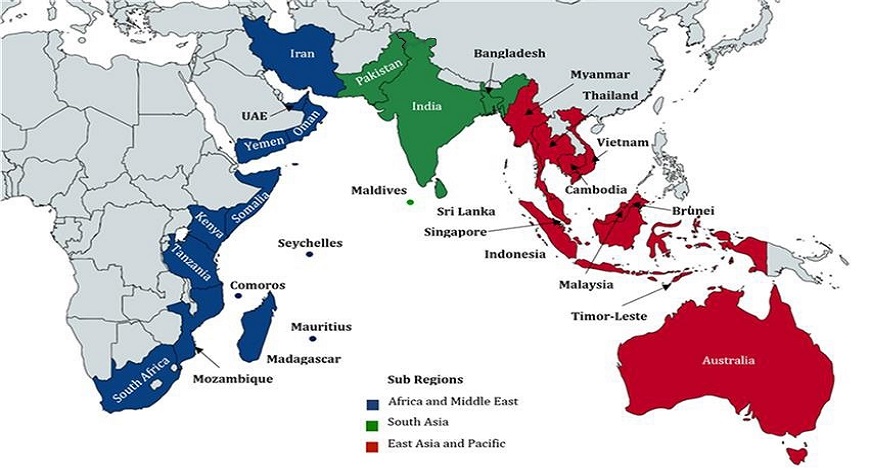 Iran
Pakistan
Bangladesh
Myanmar
India
Thailand
UAE
Oman
Yemen
Vietnam
Maldives
Cambodia
Somalia
Sri Lanka
Brunei
Kenya
Singapore
Seychelles
Indonesia
Tanzania
Comoros
Malaysia
Timor-Leste
Mauritius
Madagascar
Australia
South Africa
Mozambique
Sub Regions
Africa and Middle East
South Asia
East Asia and Pacific